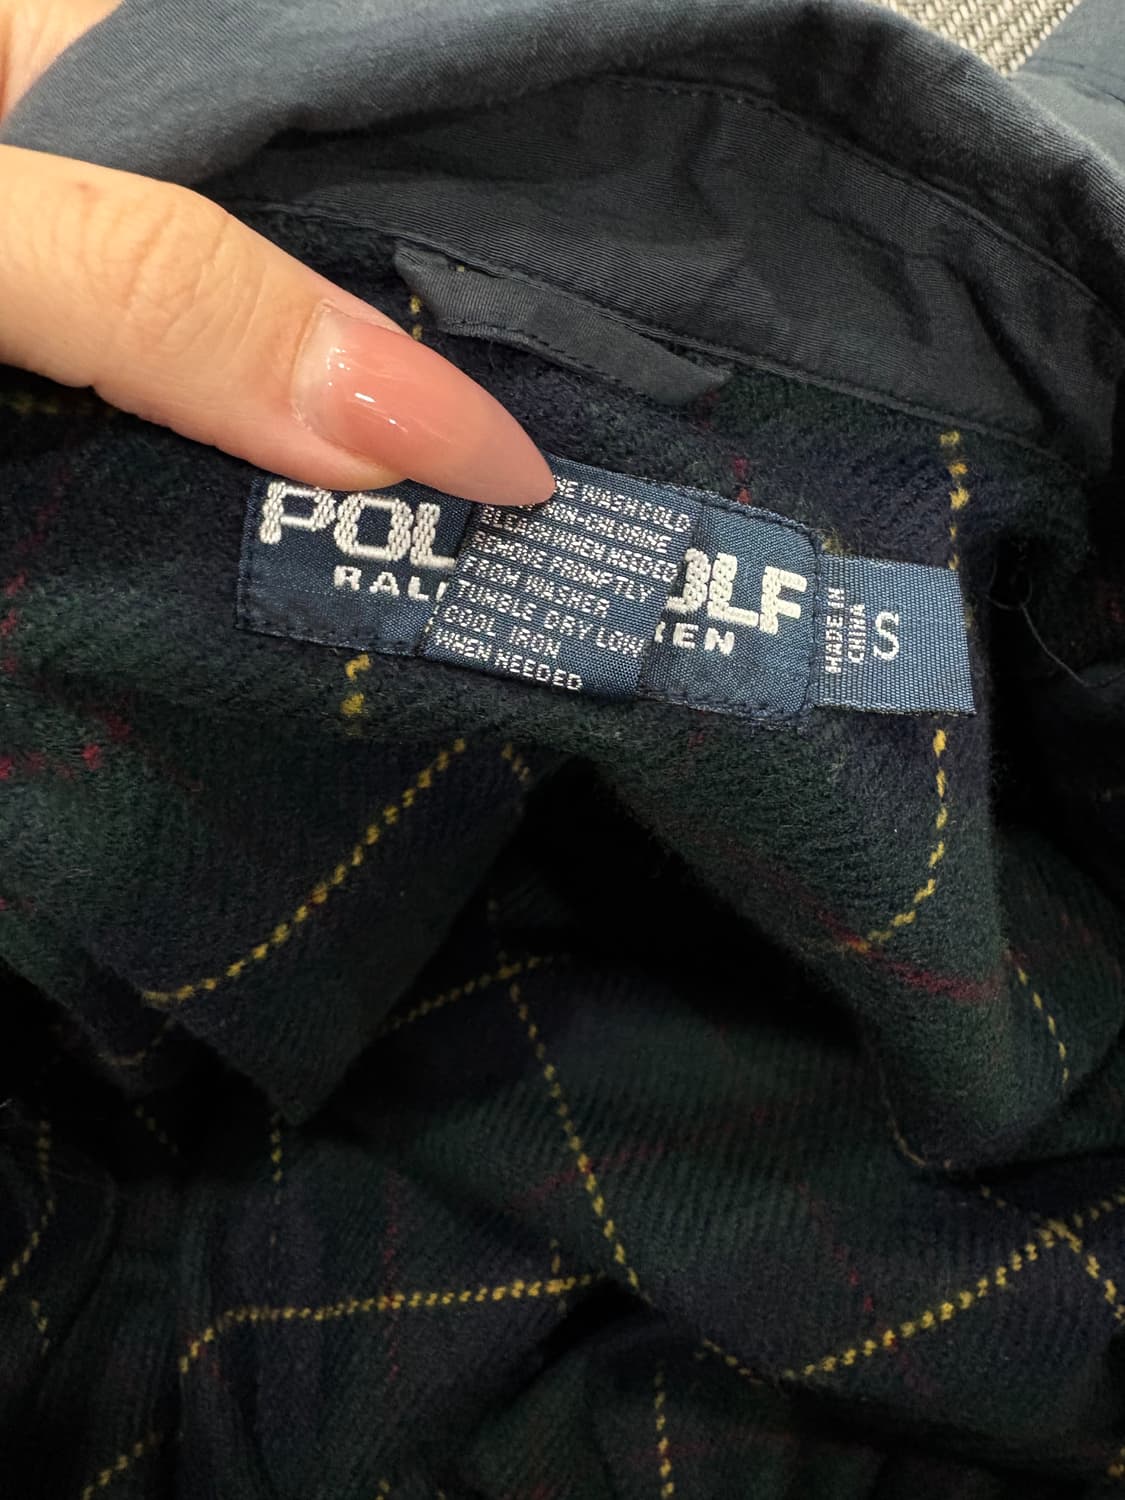 POL OLF
RAL REN
NE WASH COLD
NON-CHLORINE
WHEN NEEDED
REMOVE PROMPTLY
FROM WASHER
TUMBLE DRY LOW
COOL IRON
WHEN NEEDED
MADE IN
CHINA
S